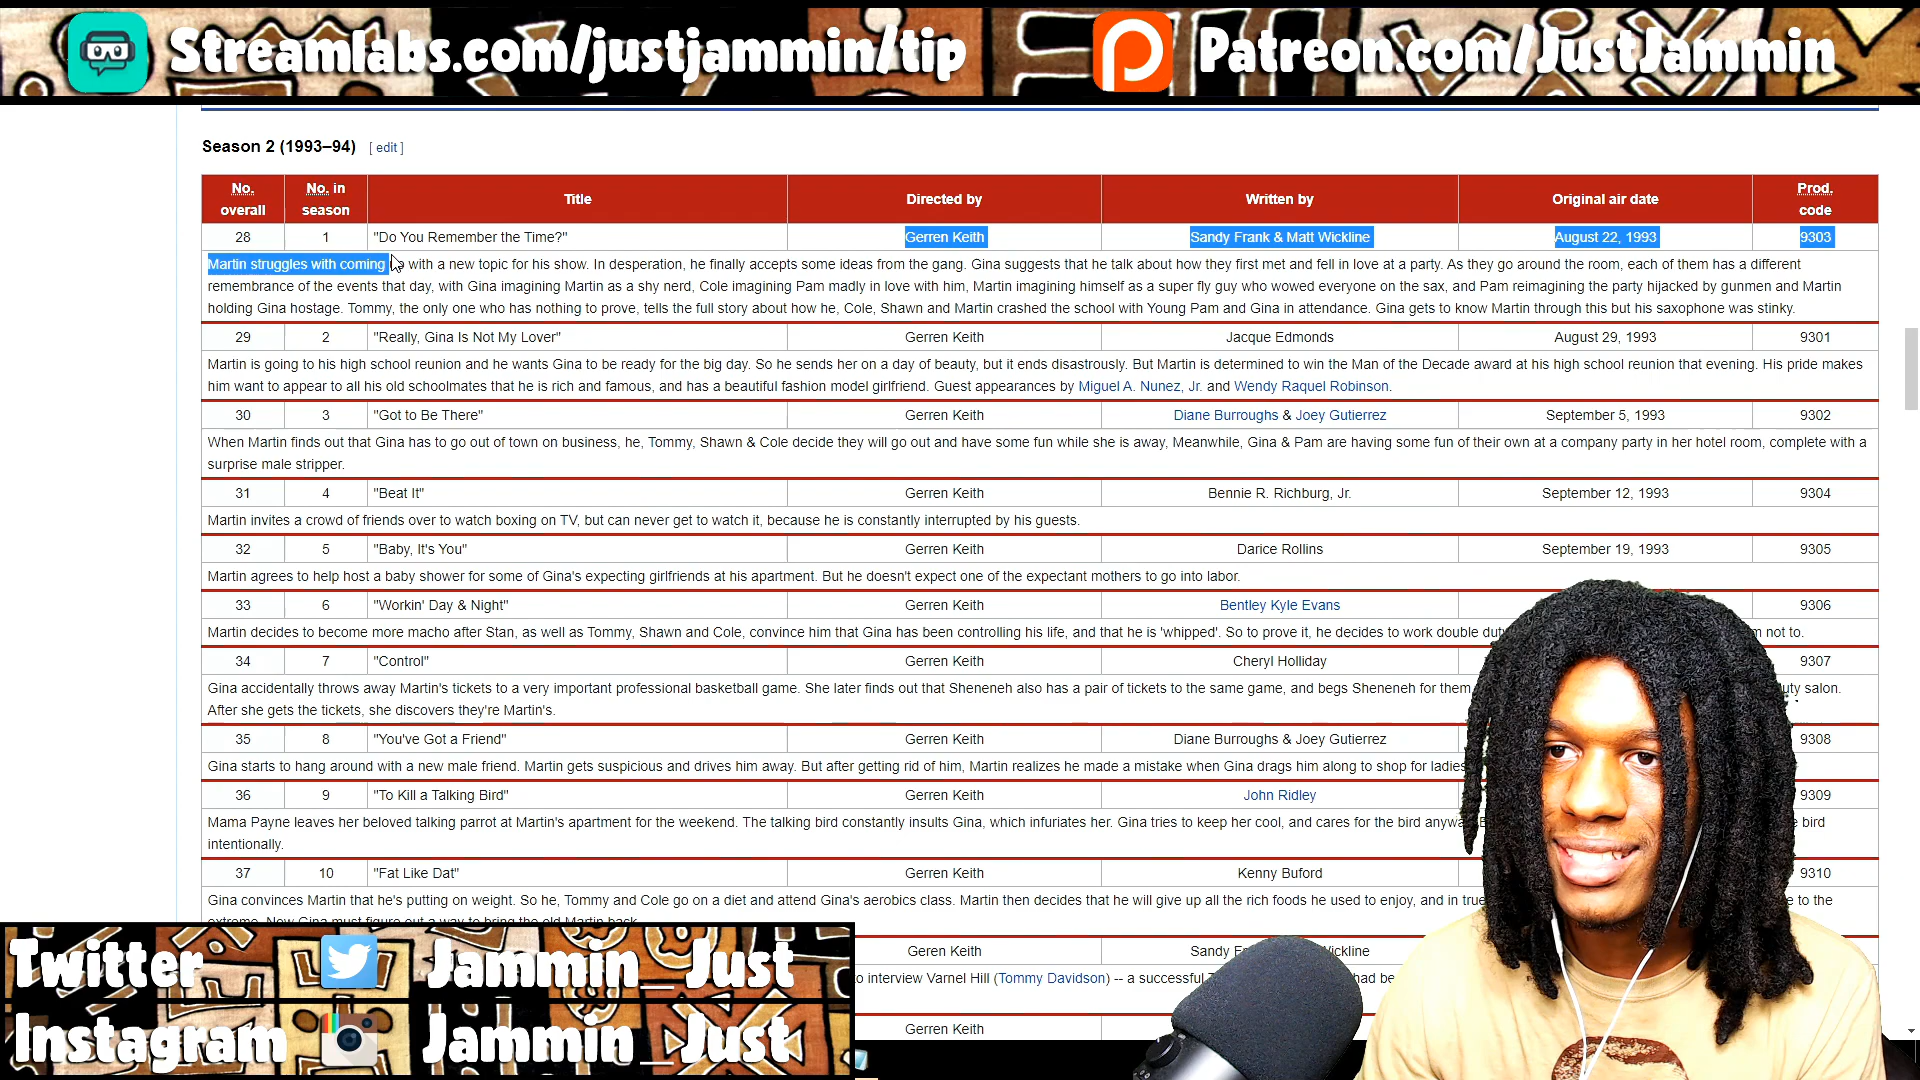 Streamlabs.com/justjammin/tip Patreon.com/JustJammin
Season 2 (1993–94) [ edit ]
No. overall No. in season Title Directed by Written by Original air date Prod. code
28 1 "Do You Remember the Time?" Gerren Keith Sandy Frank & Matt Wickline August 22, 1993 9303
Martin struggles with coming with a new topic for his show. In desperation, he finally accepts some ideas from the gang. Gina suggests that he talk about how they first met and fell in love at a party. As they go around the room, each of them has a different
remembrance of the events that day, with Gina imagining Martin as a shy nerd, Cole imagining Pam madly in love with him, Martin imagining himself as a super fly guy who wowed everyone on the sax, and Pam reimagining the party hijacked by gunmen and Martin
holding Gina hostage. Tommy, the only one who has nothing to prove, tells the full story about how he, Cole, Shawn and Martin crashed the school with Young Pam and Gina in attendance. Gina gets to know Martin through this but his saxophone was stinky.
29 2 "Really, Gina Is Not My Lover" Gerren Keith Jacque Edmonds August 29, 1993 9301
Martin is going to his high school reunion and he wants Gina to be ready for the big day. So he sends her on a day of beauty, but it ends disastrously. But Martin is determined to win the Man of the Decade award at his high school reunion that evening. His pride makes
him want to appear to all his old schoolmates that he is rich and famous, and has a beautiful fashion model girlfriend. Guest appearances by Miguel A. Nunez, Jr. and Wendy Raquel Robinson.
30 3 "Got to Be There" Gerren Keith Diane Burroughs & Joey Gutierrez September 5, 1993 9302
When Martin finds out that Gina has to go out of town on business, he, Tommy, Shawn & Cole decide they will go out and have some fun while she is away, Meanwhile, Gina & Pam are having some fun of their own at a company party in her hotel room, complete with a
surprise male stripper.
31 4 "Beat It" Gerren Keith Bennie R. Richburg, Jr. September 12, 1993 9304
Martin invites a crowd of friends over to watch boxing on TV, but can never get to watch it, because he is constantly interrupted by his guests.
32 5 "Baby, It's You" Gerren Keith Darice Rollins September 19, 1993 9305
Martin agrees to help host a baby shower for some of Gina's expecting girlfriends at his apartment. But he doesn't expect one of the expectant mothers to go into labor.
33 6 "Workin' Day & Night" Gerren Keith Bentley Kyle Evans 9306
Martin decides to become more macho after Stan, as well as Tommy, Shawn and Cole, convince him that Gina has been controlling his life, and that he is 'whipped'. So to prove it, he decides to work double not to.
34 7 "Control" Gerren Keith Cheryl Holliday 9307
Gina accidentally throws away Martin's tickets to a very important professional basketball game. She later finds out that Sheneneh also has a pair of tickets to the same game, and begs Sheneneh for them salon.
After she gets the tickets, she discovers they're Martin's.
35 8 "You've Got a Friend" Gerren Keith Diane Burroughs & Joey Gutierrez 9308
Gina starts to hang around with a new male friend. Martin gets suspicious and drives him away. But after getting rid of him, Martin realizes he made a mistake when Gina drags him along to shop for ladies
36 9 "To Kill a Talking Bird" Gerren Keith John Ridley 9309
Mama Payne leaves her beloved talking parrot at Martin's apartment for the weekend. The talking bird constantly insults Gina, which infuriates her. Gina tries to keep her cool, and cares for the bird bird
intentionally.
37 10 "Fat Like Dat" Gerren Keith Kenny Buford 9310
Gina convinces Martin that he's putting on weight. So he, Tommy and Cole go on a diet and attend Gina's aerobics class. Martin then decides that he will give up all the rich foods he used to enjoy, and in true to the
Geren Keith Sandy
to interview Varnel Hill (Tommy Davidson) -- a successful
Gerren Keith
Twitter Jammin_Just
Instagram Jammin_Just